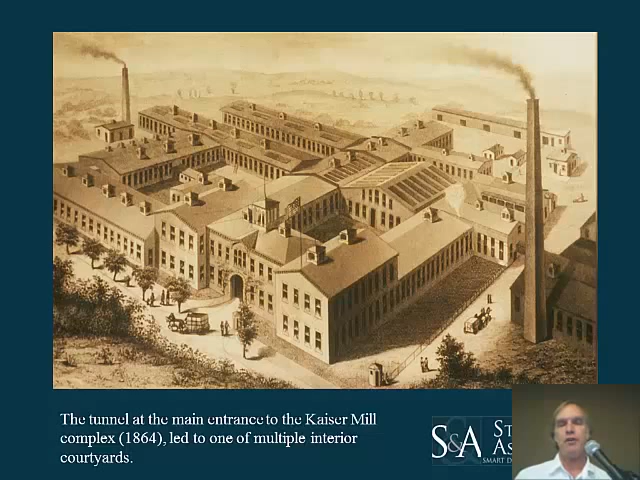 The tunnel at the main entrance to the Kaiser Mill
complex (1864), led to one of multiple interior
courtyards.
S&A